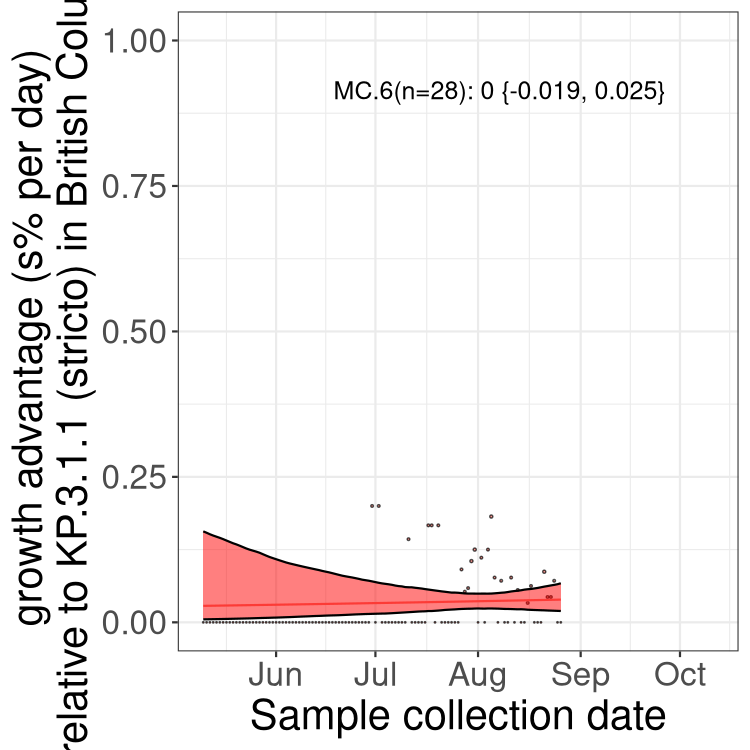 growth advantage (s% per day)
relative to KP.3.1.1 (stricto) in British Colu
1.00
0.75
0.50
0.25
0.00
MC.6(n=28): 0 {-0.019, 0.025}
Jun Jul Aug Sep Oct
Sample collection date